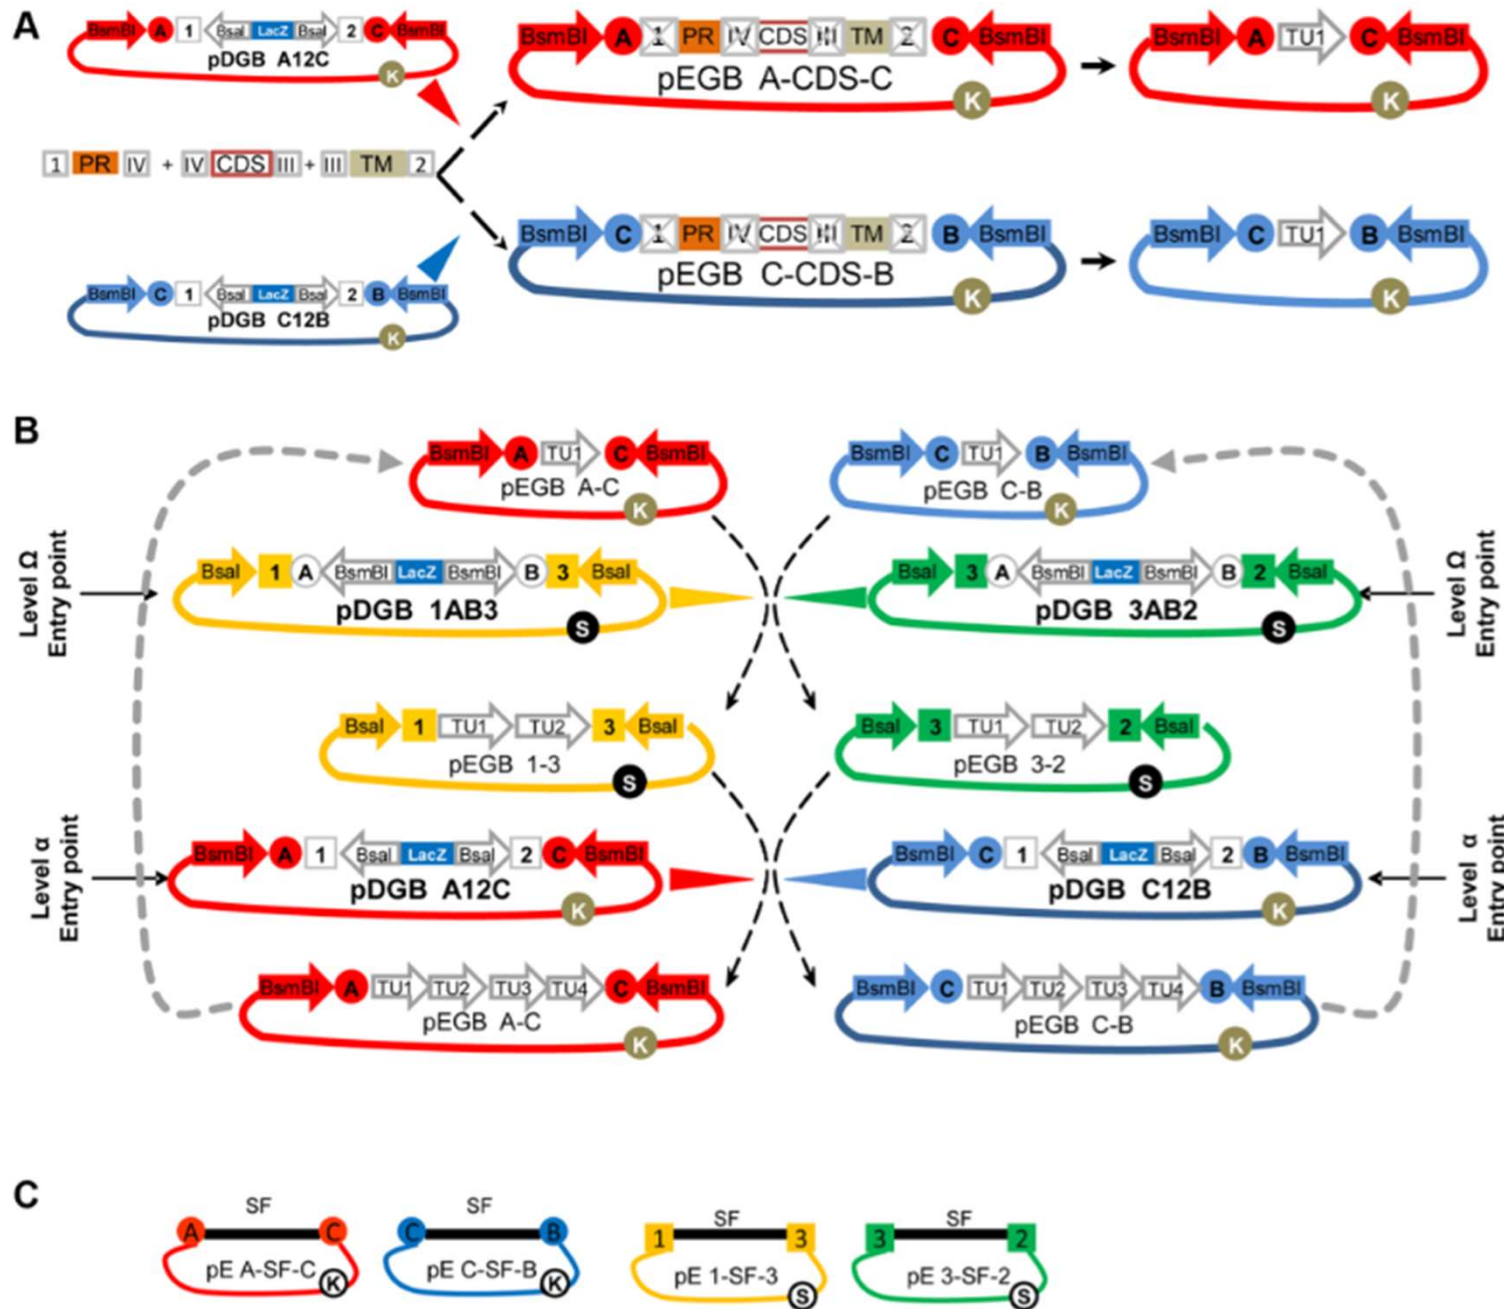 A
BsmBI A 1 BsaI LacZ BsaI 2 C BsmBI
pDGB A12C
K
BsmBI A 1 PR IV CDS III TM 2 C BsmBI
pEGB A-CDS-C
K
BsmBI A TU1 C BsmBI
K
1 PR IV + IV CDS III + III TM 2
BsmBI C 1 PR IV CDS III TM 2 B BsmBI
pEGB C-CDS-B
K
BsmBI C TU1 B BsmBI
K
BsmBI C 1 BsaI LacZ BsaI 2 B BsmBI
pDGB C12B
K
B
BsmBI A TU1 C BsmBI
pEGB A-C
K
BsmBI C TU1 B BsmBI
pEGB C-B
K
Level Ω
Entry point
BsaI 1 A BsmBI LacZ BsmBI B 3 BsaI
pDGB 1AB3
S
BsaI 3 A BsmBI LacZ BsmBI B 2 BsaI
pDGB 3AB2
S
Level Ω
Entry point
BsaI 1 TU1 TU2 3 BsaI
pEGB 1-3
S
BsaI 3 TU1 TU2 2 BsaI
pEGB 3-2
S
Level α
Entry point
BsmBI A 1 BsaI LacZ BsaI 2 C BsmBI
pDGB A12C
K
BsmBI C 1 BsaI LacZ BsaI 2 B BsmBI
pDGB C12B
K
Level α
Entry point
BsmBI A TU1 TU2 TU3 TU4 C BsmBI
pEGB A-C
K
BsmBI C TU1 TU2 TU3 TU4 B BsmBI
pEGB C-B
K
C
SF
A C
pE A-SF-C
K
SF
C B
pE C-SF-B
K
SF
1 3
pE 1-SF-3
S
SF
3 2
pE 3-SF-2
S